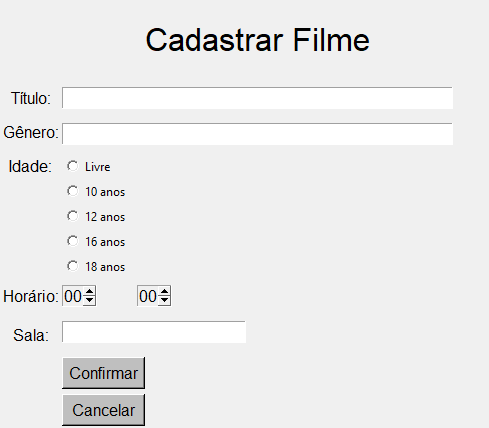 Cadastrar Filme
Título:
Gênero:
Idade: Livre
10 anos
12 anos
16 anos
18 anos
Horário: 00 00
Sala:
Confirmar
Cancelar